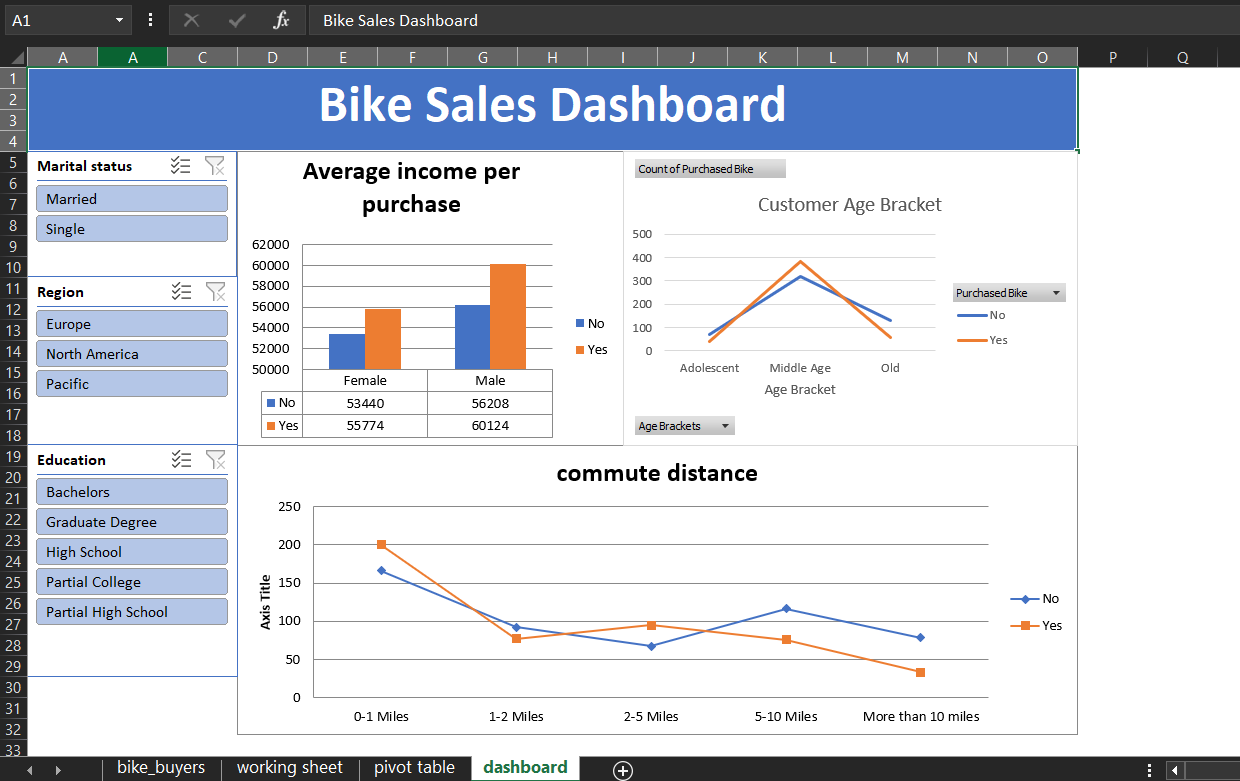 A1
fx
Bike Sales Dashboard
A A C D E F G H I J K L M N O P Q
1
2
3
4
5
6
7
8
9
10
11
12
13
14
15
16
17
18
19
20
21
22
23
24
25
26
27
28
29
30
31
32
33
Bike Sales Dashboard
Marital status
Married
Single
Region
Europe
North America
Pacific
Education
Bachelors
Graduate Degree
High School
Partial College
Partial High School
Average income per
purchase
62000
60000
58000
56000
54000
52000
50000
Female Male
No 53440 56208
Yes 55774 60124
No
Yes
Count of Purchased Bike
Customer Age Bracket
500
400
300
200
100
0
Adolescent Middle Age Old
Age Bracket
Purchased Bike
No
Yes
Age Brackets
commute distance
Axis Title
250
200
150
100
50
0
0-1 Miles 1-2 Miles 2-5 Miles 5-10 Miles More than 10 miles
No
Yes
bike_buyers working sheet pivot table dashboard